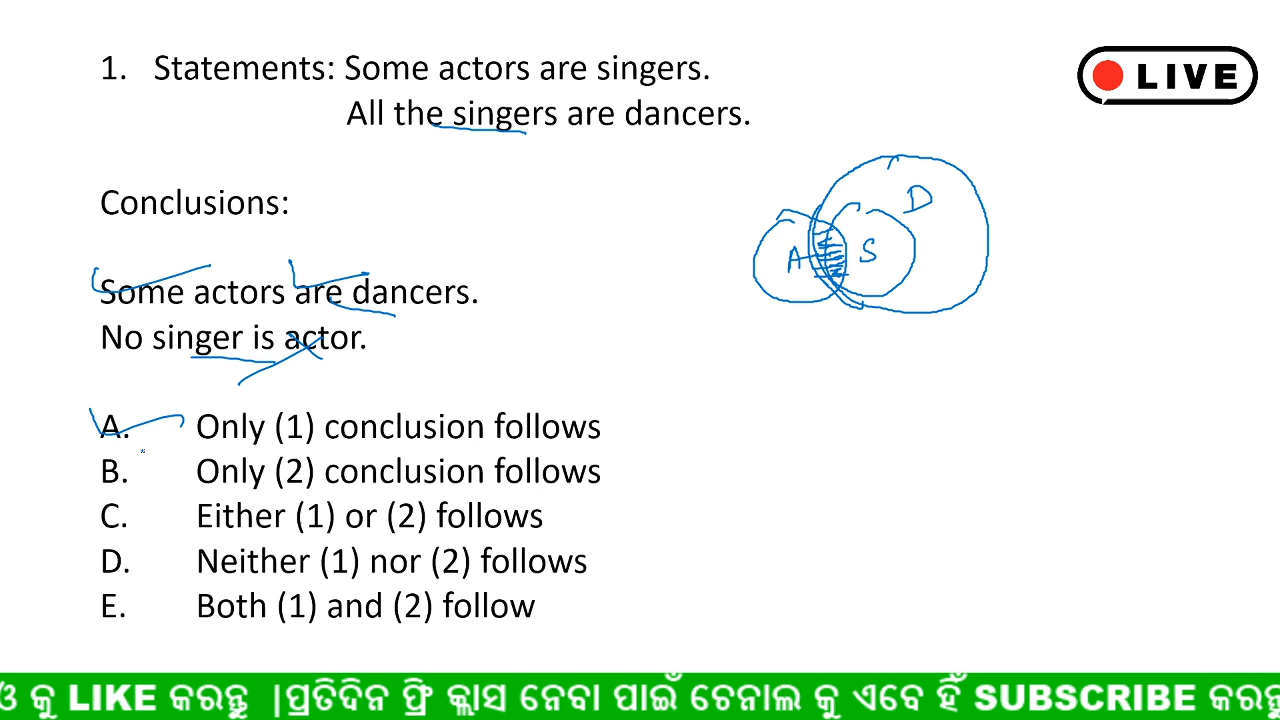 1. Statements: Some actors are singers.
All the singers are dancers.
LIVE
Conclusions:
D
A
S
Some actors are dancers.
No singer is actor.
A. Only (1) conclusion follows
B. Only (2) conclusion follows
C. Either (1) or (2) follows
D. Neither (1) nor (2) follows
E. Both (1) and (2) follow
କୁ LIKE କରନ୍ତୁ |ପ୍ରତିଦିନ ଫ୍ରି କ୍ଲାସ ନେବା ପାଇଁ ଚେନାଲ କୁ ଏବେ ହିଁ SUBSCRIBE କରନ୍ତୁ